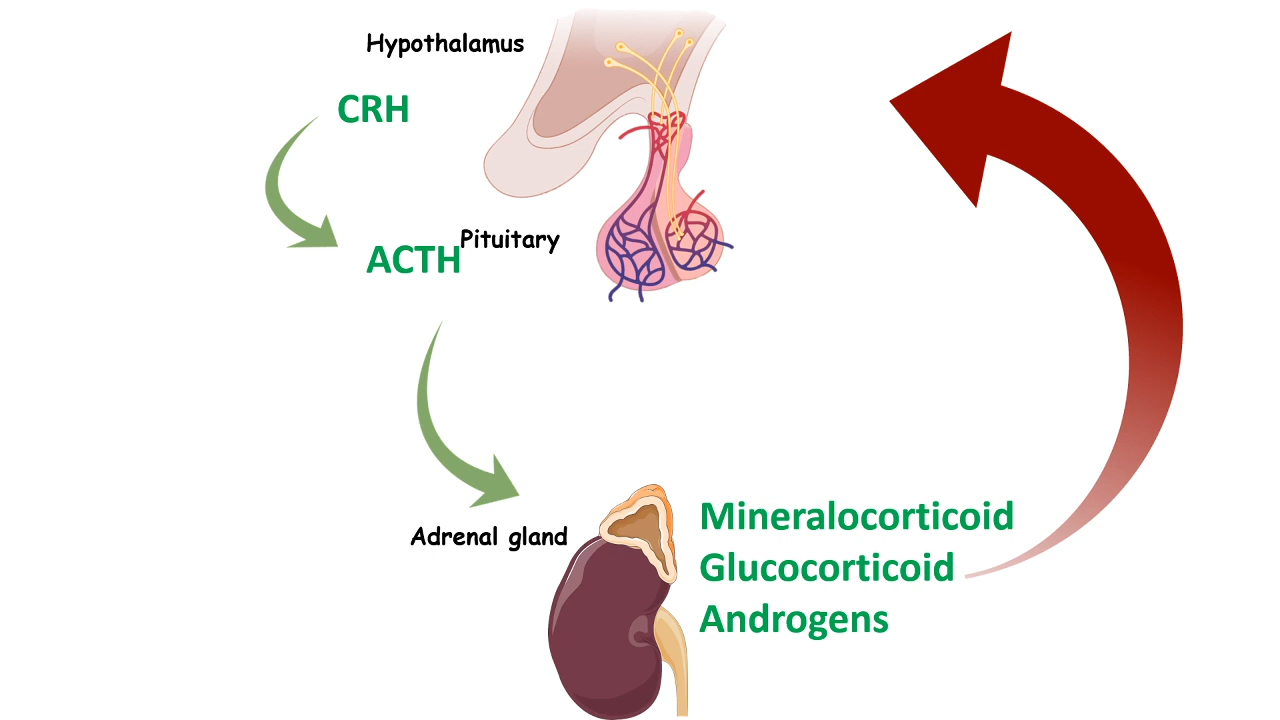 Hypothalamus
CRH
Pituitary
ACTH
Adrenal gland
Mineralocorticoid
Glucocorticoid
Androgens